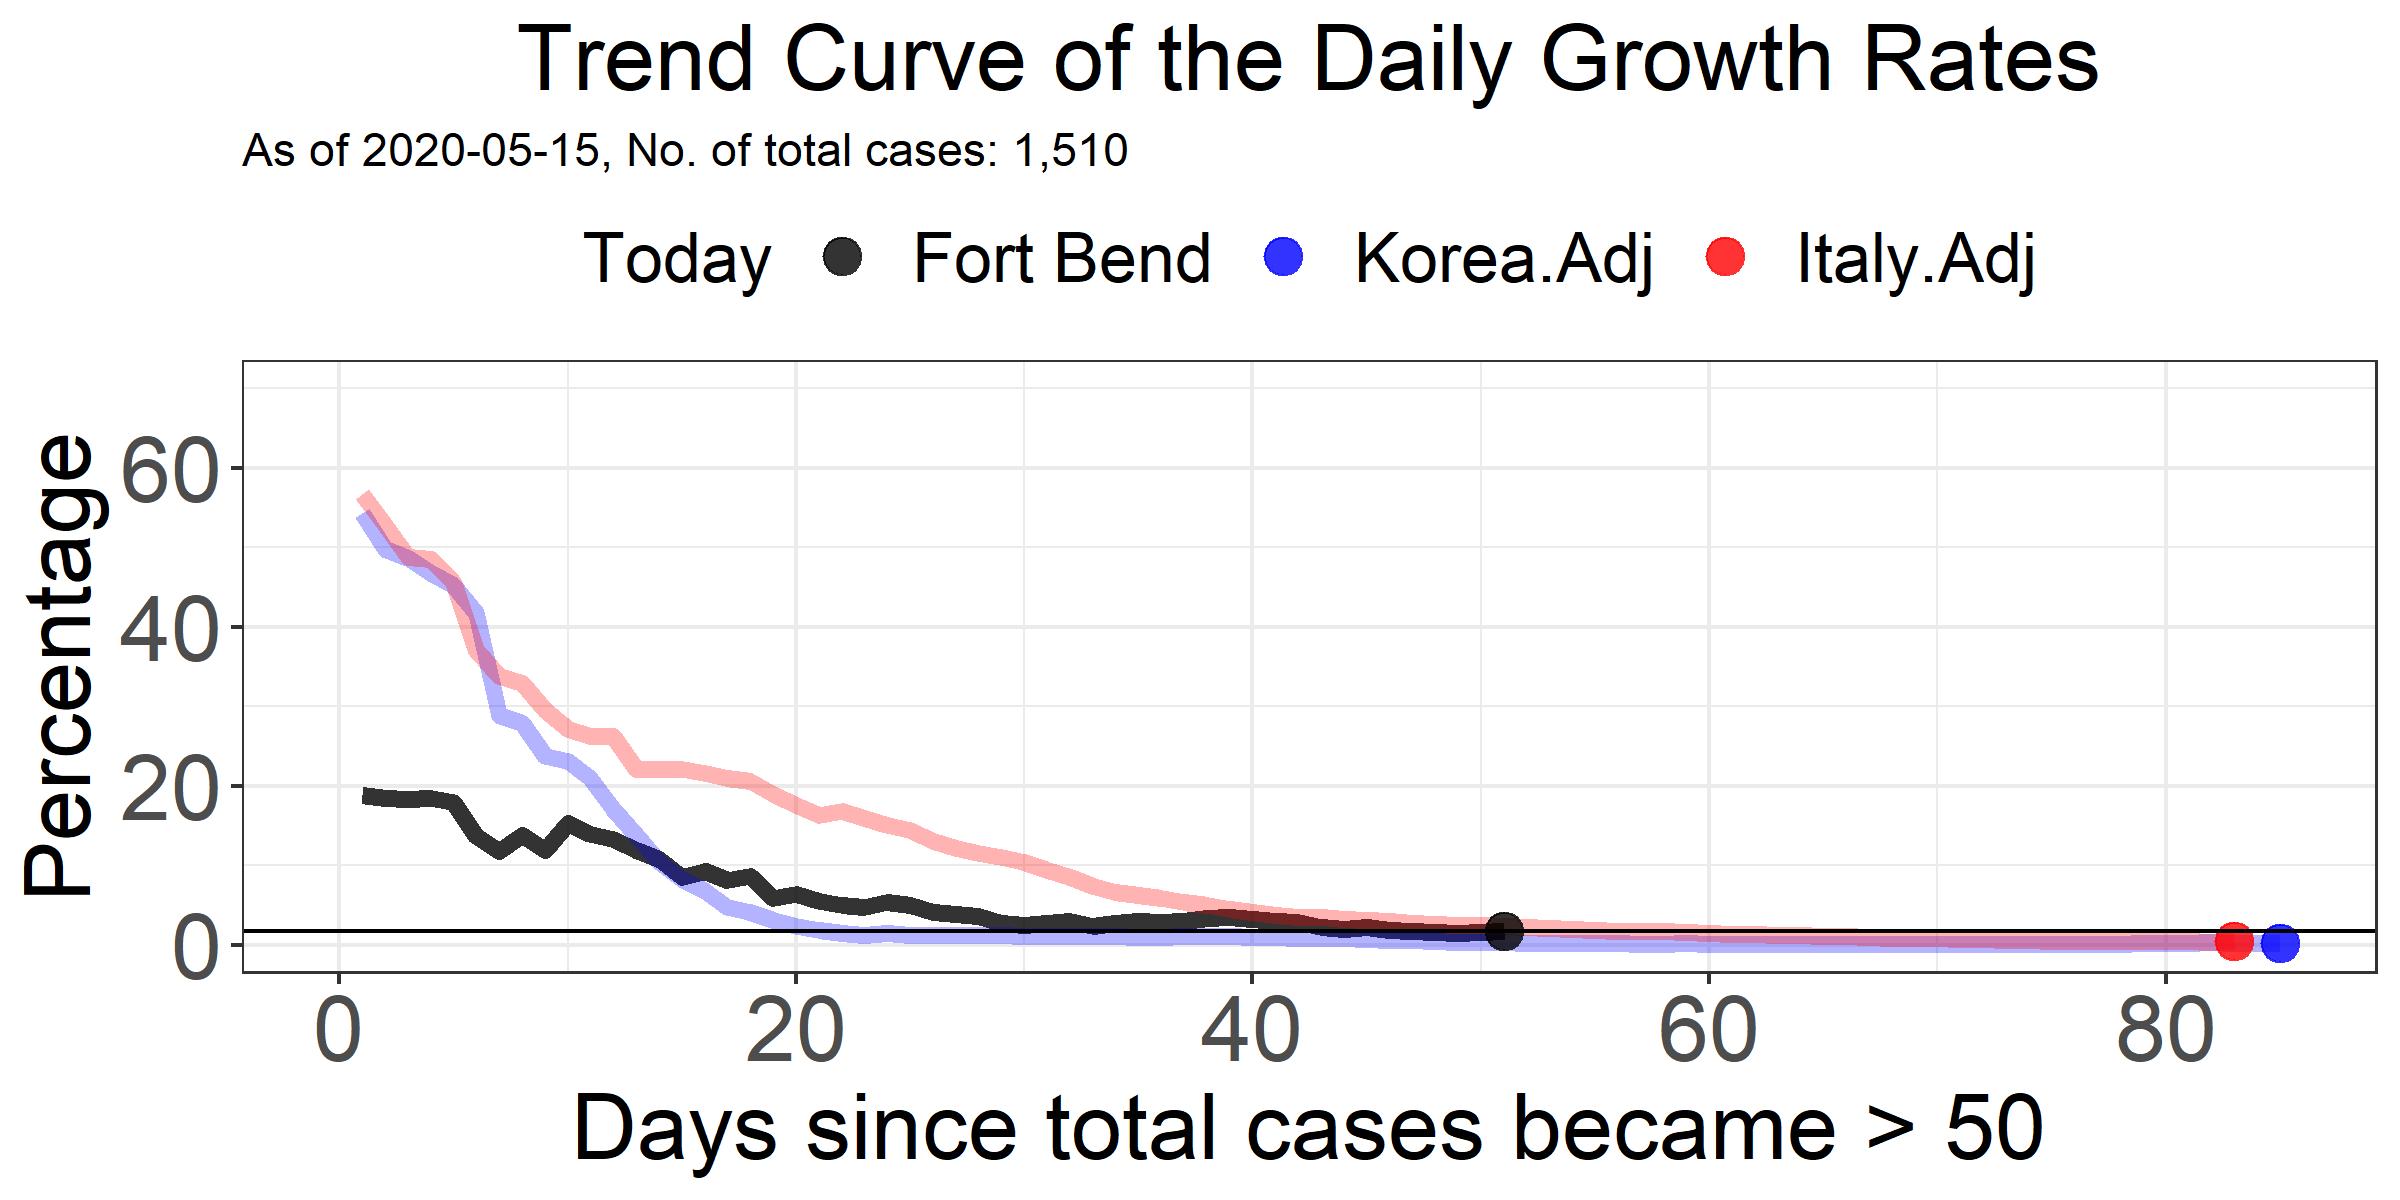 Trend Curve of the Daily Growth Rates
As of 2020-05-15, No. of total cases: 1,510
Today Fort Bend Korea.Adj Italy.Adj
Percentage
60
40
20
0
0 20 40 60 80
Days since total cases became > 50